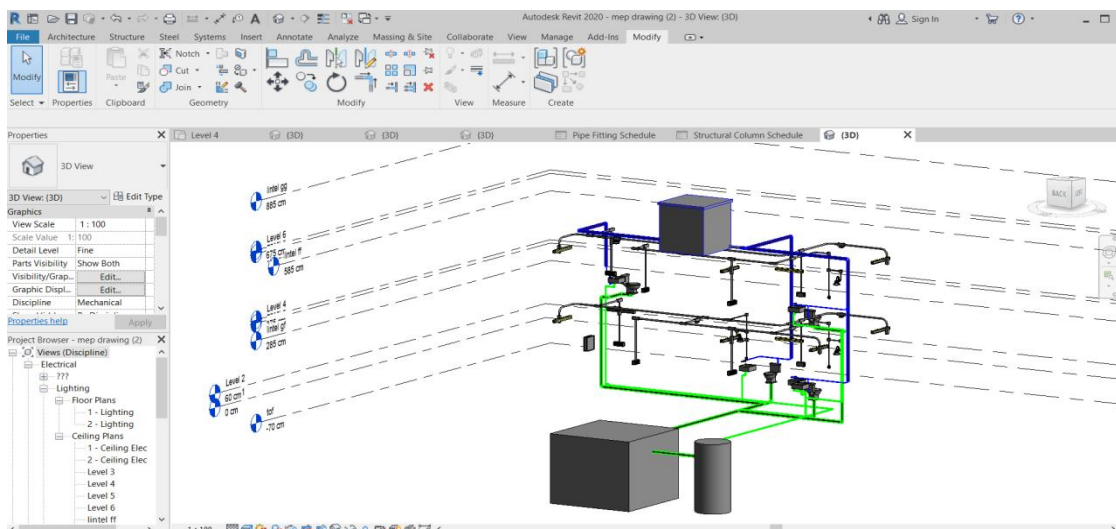 Autodesk Revit 2020 - mep drawing (2) - 3D View: {3D}
Sign In
File Architecture Structure Steel Systems Insert Annotate Analyze Massing & Site Collaborate View Manage Add-Ins Modify
Modify
Paste
Notch
Cut
Join
Select Properties Clipboard Geometry Modify View Measure Create
Properties
Level 4 {3D} {3D} {3D} Pipe Fitting Schedule Structural Column Schedule {3D}
3D View
3D View: {3D} Edit Type
Graphics
View Scale 1 : 100
Scale Value 1: 100
Detail Level Fine
Parts Visibility Show Both
Visibility/Grap... Edit...
Graphic Displ... Edit...
Discipline Mechanical
Properties help Apply
Project Browser - mep drawing (2)
Views (Discipline)
Electrical
???
Lighting
Floor Plans
1 - Lighting
2 - Lighting
Ceiling Plans
1 - Ceiling Elec
2 - Ceiling Elec
Level 3
Level 4
Level 5
Level 6
lintel ff
lintel gg
885 cm
Level 6
675 cm
lintel ff
585 cm
Level 4
lintel gf
285 cm
Level 2
60 cm
0 cm
tof
-70 cm
BACK
1 : 100